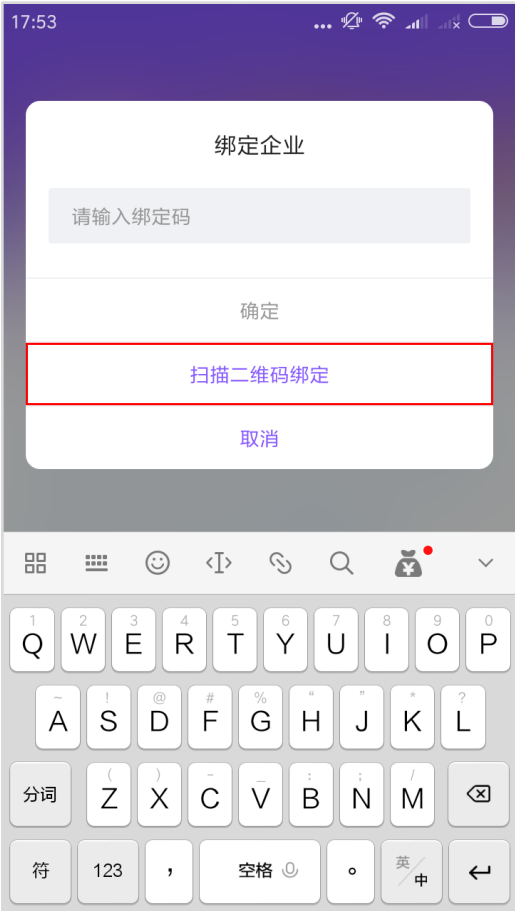 17:53
绑定企业
请输入绑定码
确定
扫描二维码绑定
取消
1 2 3 4 5 6 7 8 9 0
Q W E R T Y U I O P
~ ! @ # % “ ” * ?
A S D F G H J K L
( ) - _ : ; /
分词 Z X C V B N M
符 123 , 空格 。 英/中